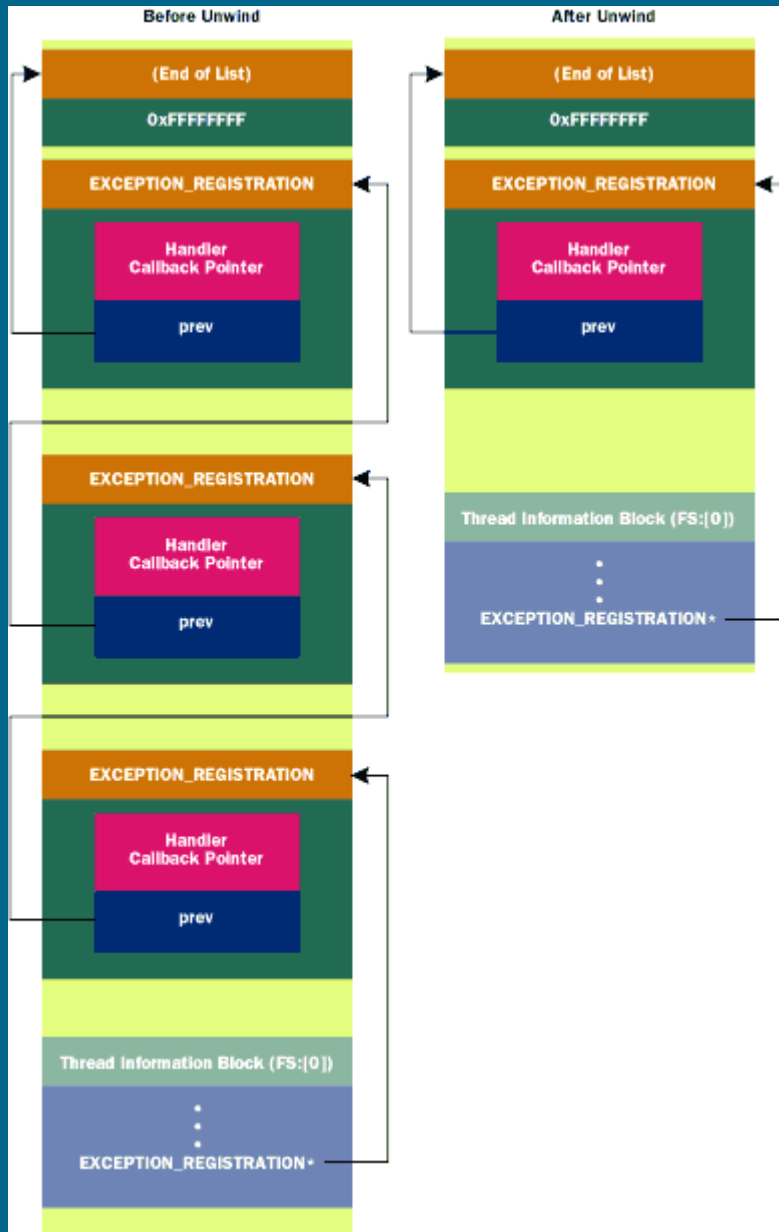 Before Unwind
(End of List)
0xFFFFFFFF
EXCEPTION_REGISTRATION
Handler
Callback Pointer
prev
EXCEPTION_REGISTRATION
Handler
Callback Pointer
prev
EXCEPTION_REGISTRATION
Handler
Callback Pointer
prev
Thread Information Block (FS:[0])
EXCEPTION_REGISTRATION*
After Unwind
(End of List)
0xFFFFFFFF
EXCEPTION_REGISTRATION
Handler
Callback Pointer
prev
Thread Information Block (FS:[0])
EXCEPTION_REGISTRATION*